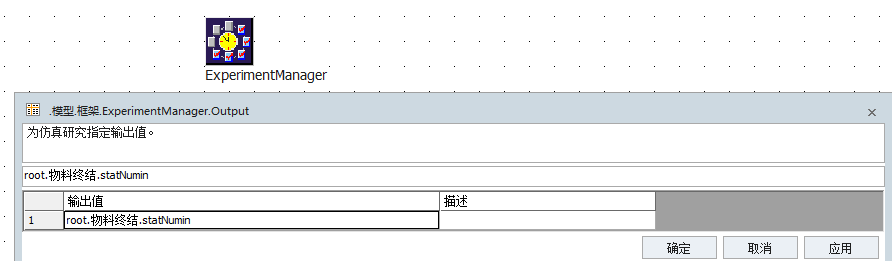 ExperimentManager
.模型.框架.ExperimentManager.Output
为仿真研究指定输出值。
root.物料终结.statNumin
输出值 描述
1 root.物料终结.statNumin
确定 取消 应用